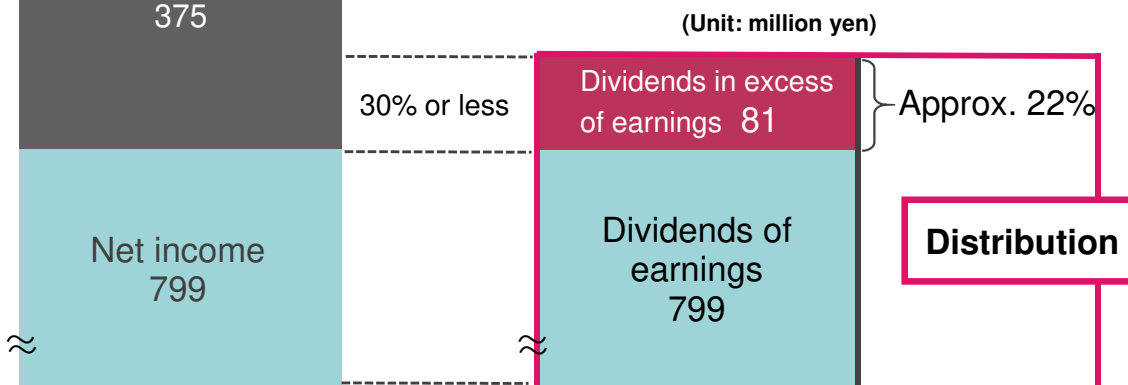 375
(Unit: million yen)
30% or less
Dividends in excess
of earnings 81
Approx. 22%
Net income
799
Dividends of
earnings
799
Distribution
≈
≈